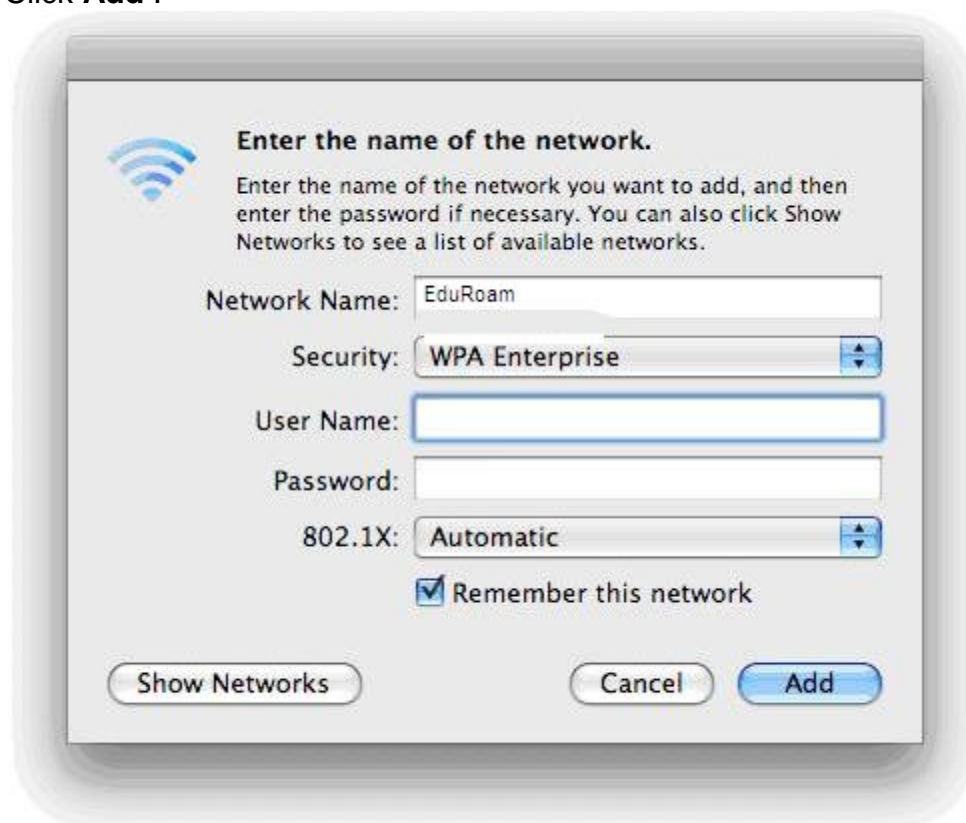 Click Add .
Enter the name of the network.
Enter the name of the network you want to add, and then
enter the password if necessary. You can also click Show
Networks to see a list of available networks.
Network Name: EduRoam
Security: WPA Enterprise
User Name:
Password:
802.1X: Automatic
Remember this network
Show Networks Cancel Add